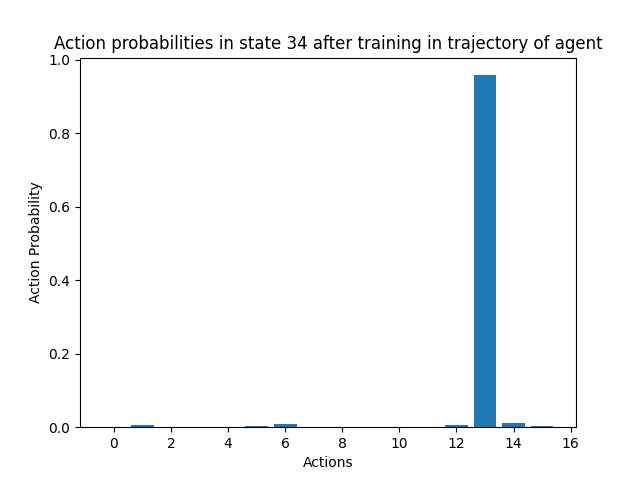 Action probabilities in state 34 after training in trajectory of agent
1.0
0.8
0.6
0.4
0.2
0.0
Action Probability
0 2 4 6 8 10 12 14 16
Actions